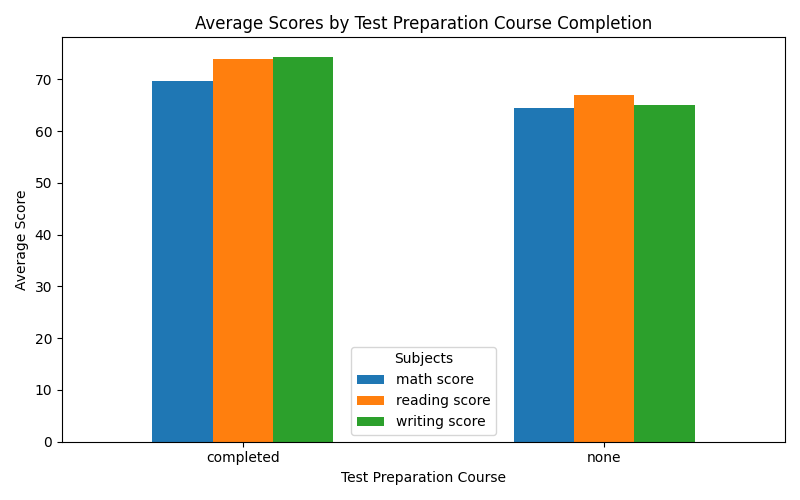 Average Scores by Test Preparation Course Completion
Average Score
70
60
50
40
30
20
10
0
Subjects
math score
reading score
writing score
completed
none
Test Preparation Course